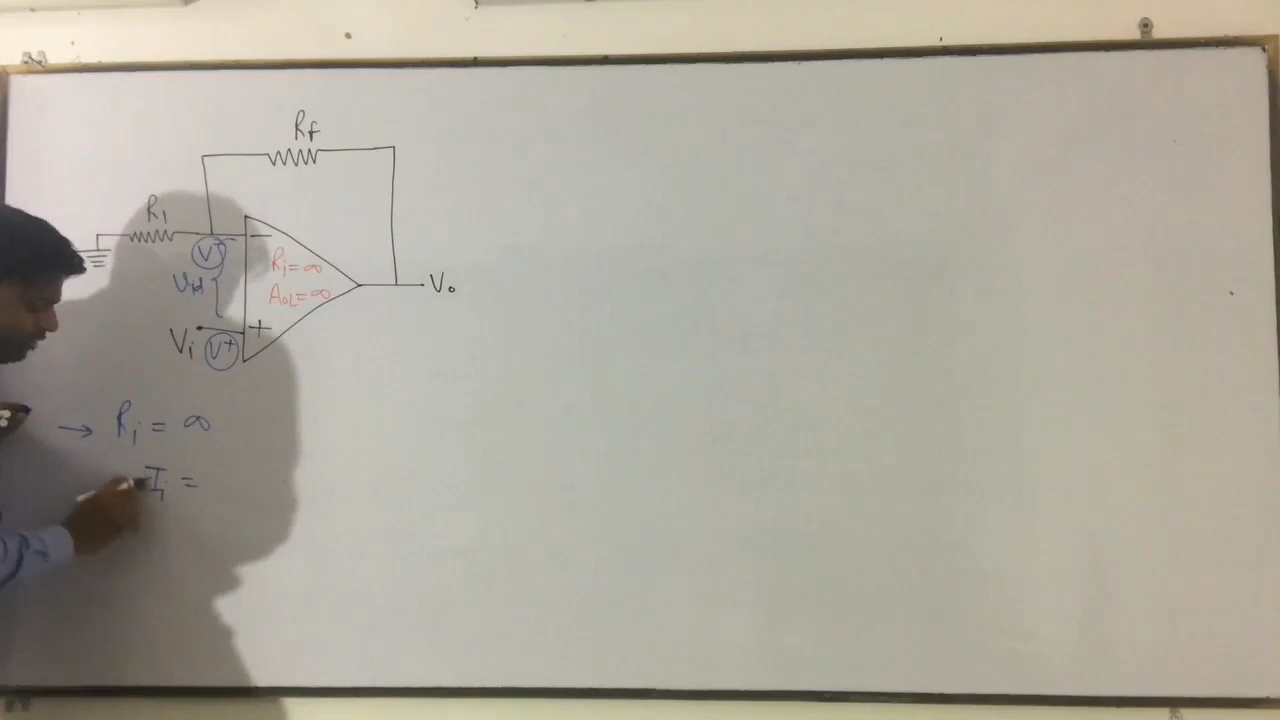 Rf
R1
−
V−
Ri = ∞
Vid
AOL = ∞
Vo
+
Vi
V+
→ Ri = ∞
Ii =